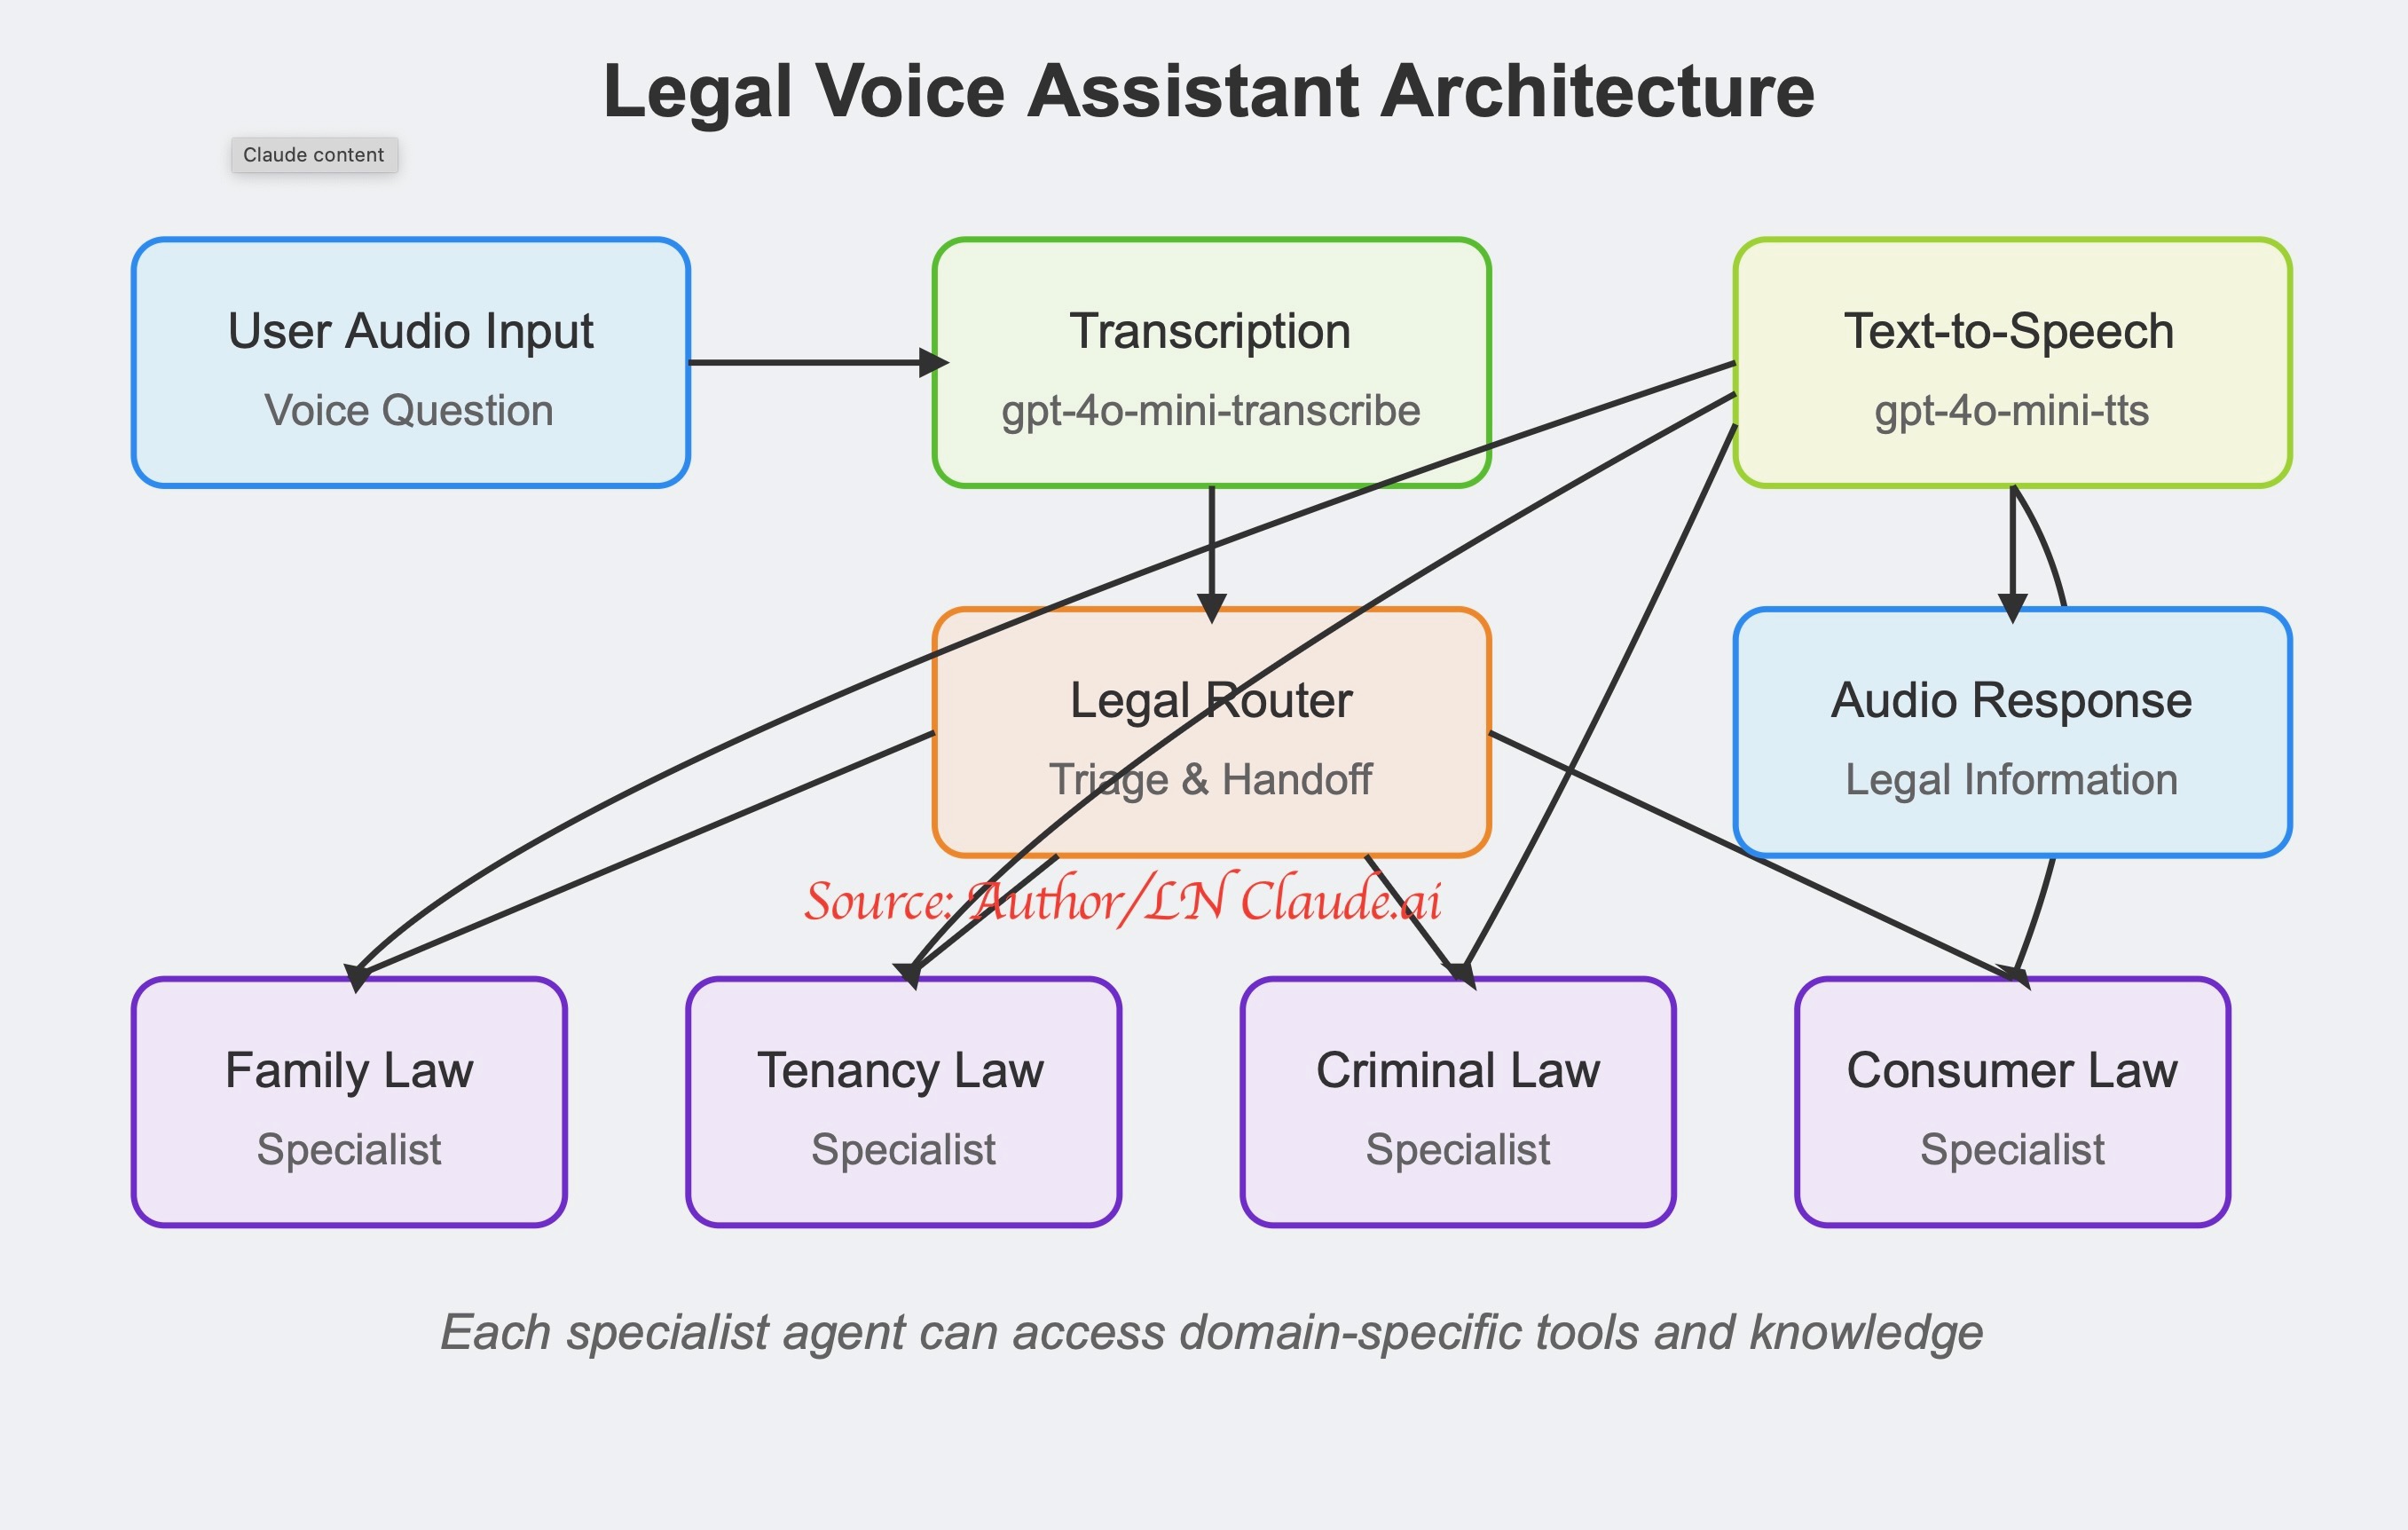 Legal Voice Assistant Architecture
Claude content
User Audio Input
Voice Question
Transcription
gpt-4o-mini-transcribe
Text-to-Speech
gpt-4o-mini-tts
Legal Router
Triage & Handoff
Audio Response
Legal Information
Source: Author/LN Claude.ai
Family Law
Specialist
Tenancy Law
Specialist
Criminal Law
Specialist
Consumer Law
Specialist
Each specialist agent can access domain-specific tools and knowledge